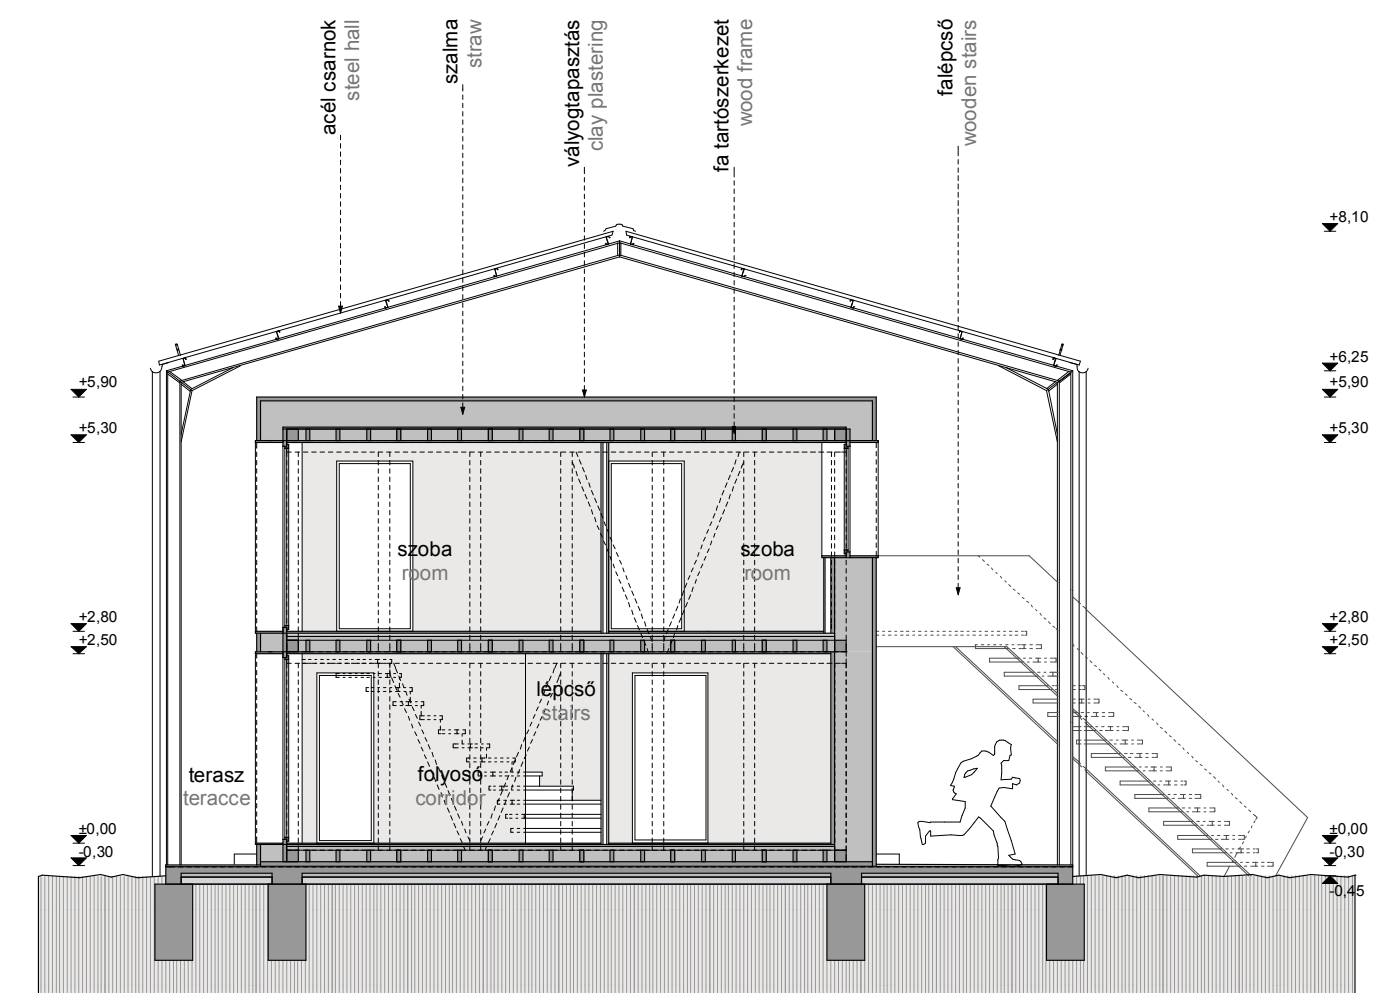 acél csarnok
steel hall
szalma
straw
vályogtapasztás
clay plastering
fa tartószerkezet
wood frame
falépcső
wooden stairs
+8,10
+6,25
+5,90
+5,90
+5,30
+5,30
szoba
room
szoba
room
+2,80
+2,50
+2,80
+2,50
lépcső
stairs
terasz
teracce
folyosó
corridor
±0,00
-0,30
±0,00
-0,30
-0,45